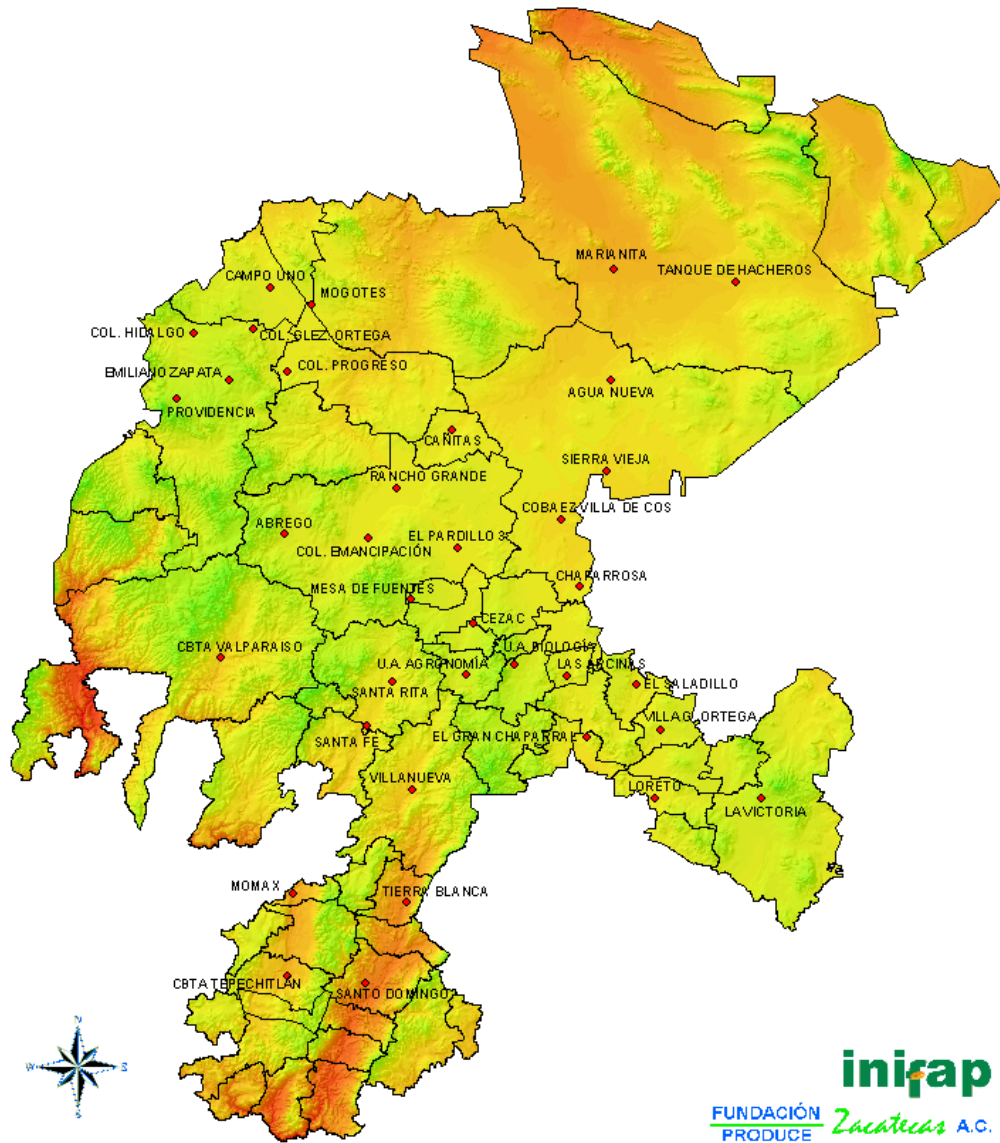 MARIANITA
TANQUE DE HACHEROS
CAMPO UNO
MOGOTES
COL. HIDALGO
COL. GLEZ. ORTEGA
COL. PROGRESO
EMILIANO ZAPATA
AGUA NUEVA
PROVIDENCIA
CAÑITAS
SIERRA VIEJA
RANCHO GRANDE
COBAEZ VILLA DE COS
ABREGO
EL PARDILLO 3
COL. EMANCIPACIÓN
CHAPARROSA
MESA DE FUENTES
CEZAC
U.A. BIOLOGÍA
CBTA VALPARAISO
U.A. AGRONOMÍA
LAS ARCINAS
SANTA RITA
EL SALADILLO
VILLA G. ORTEGA
SANTA FE
EL GRAN CHAPARRAL
VILLANUEVA
LORETO
LA VICTORIA
MOMAX
TIERRA BLANCA
CBTA TEPECHITLÁN
SANTO DOMINGO
N
W
E
S
inifap
FUNDACIÓN
PRODUCE
Zacatecas A.C.